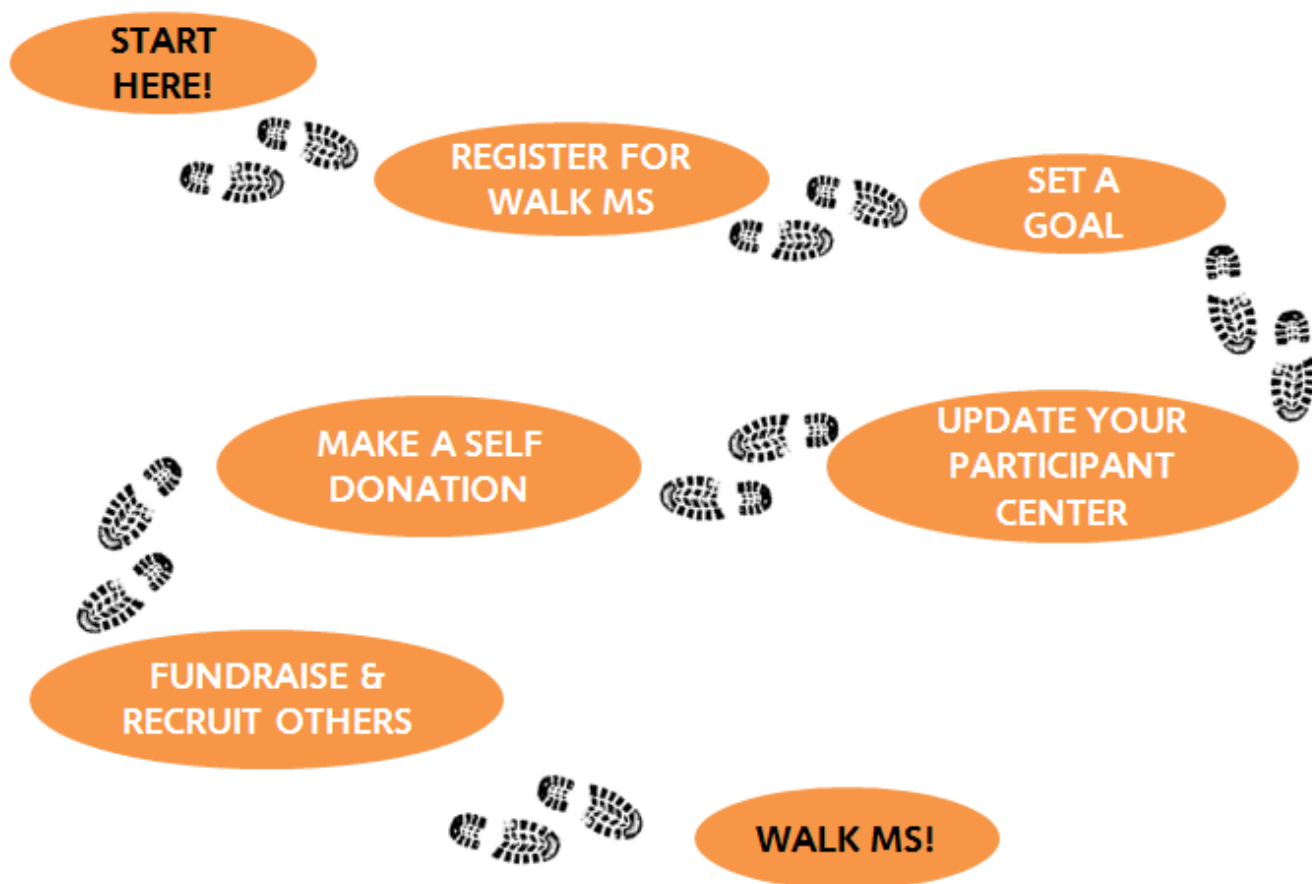 START
HERE!
REGISTER FOR
WALK MS
SET A
GOAL
UPDATE YOUR
PARTICIPANT
CENTER
MAKE A SELF
DONATION
FUNDRAISE &
RECRUIT OTHERS
WALK MS!